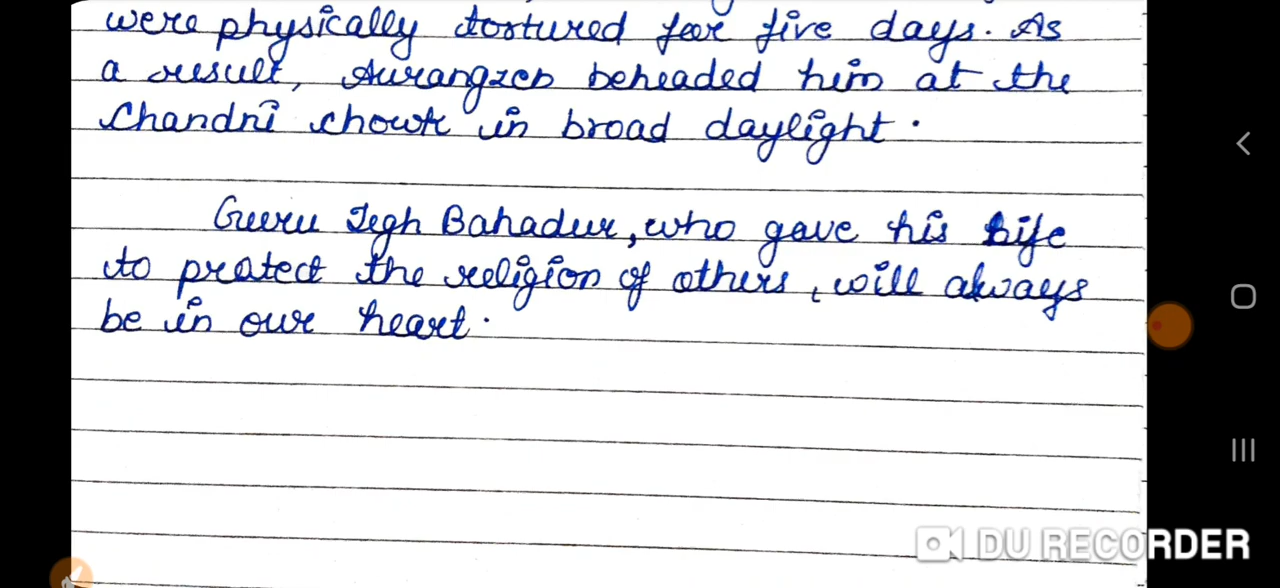 were physically tortured for five days. As
a result, Aurangzeb beheaded him at the
Chandni chowk in broad daylight.
Guru Tegh Bahadur, who gave his life
to protect the religion of others, will always
be in our heart.
DU RECORDER